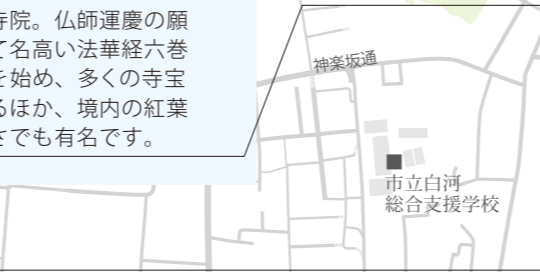 寺院。仏師運慶の願
て名高い法華経六巻
を始め、多くの寺宝
るほか、境内の紅葉
さでも有名です。
神楽坂通
市立白河
総合支援学校